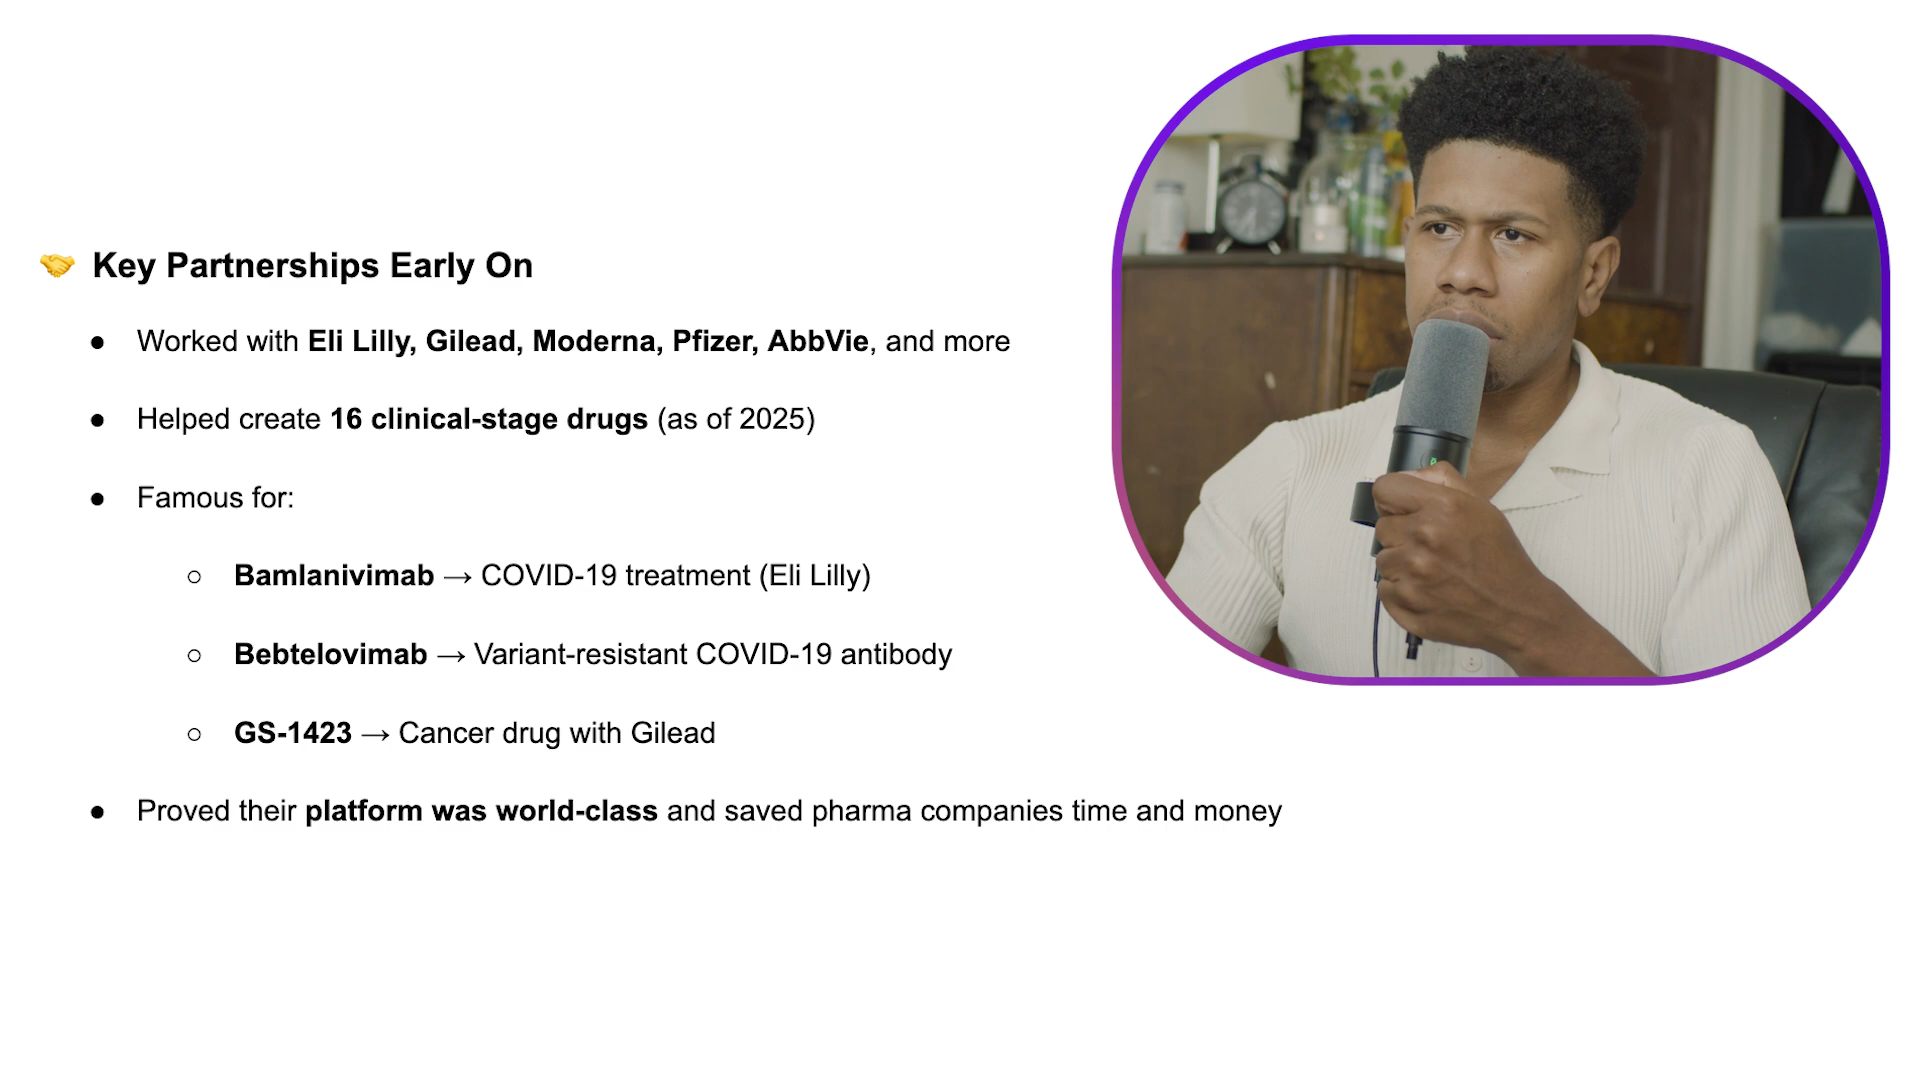 🤝 Key Partnerships Early On
● Worked with Eli Lilly, Gilead, Moderna, Pfizer, AbbVie, and more
● Helped create 16 clinical-stage drugs (as of 2025)
● Famous for:
○ Bamlanivimab → COVID-19 treatment (Eli Lilly)
○ Bebtelovimab → Variant-resistant COVID-19 antibody
○ GS-1423 → Cancer drug with Gilead
● Proved their platform was world-class and saved pharma companies time and money